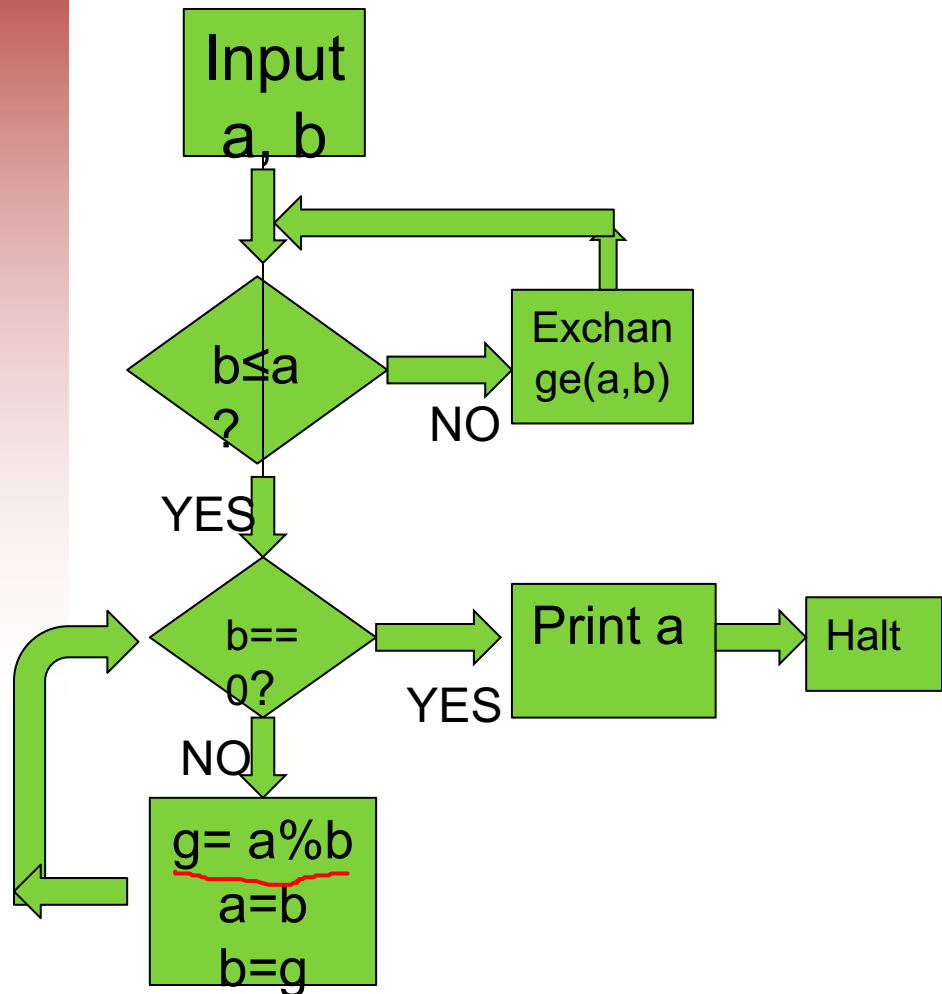 Input
a, b
b≤a
?
NO
Exchan
ge(a,b)
YES
b==
0?
YES
Print a
Halt
NO
g= a%b
a=b
b=g